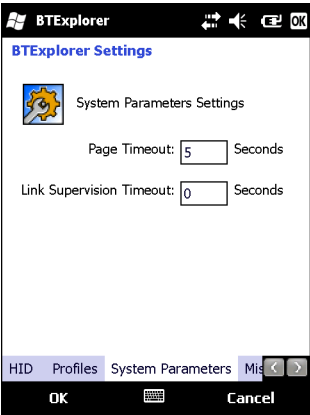 BTExplorer OK
BTExplorer Settings
System Parameters Settings
Page Timeout: 5 Seconds
Link Supervision Timeout: 0 Seconds
HID Profiles System Parameters Mis
OK Cancel